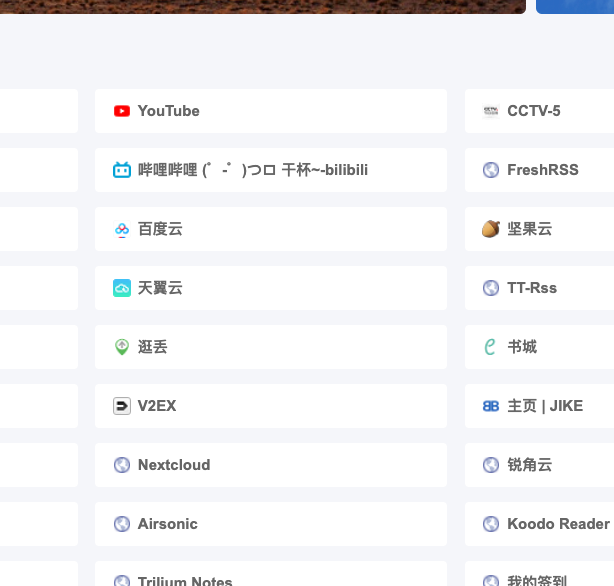 YouTube
CCTV-5
哔哩哔哩 (゜-゜)つロ 干杯~-bilibili
FreshRSS
百度云
坚果云
天翼云
TT-Rss
逛丢
书城
V2EX
主页 | JIKE
Nextcloud
锐角云
Airsonic
Koodo Reader
Trilium Notes
我的签到